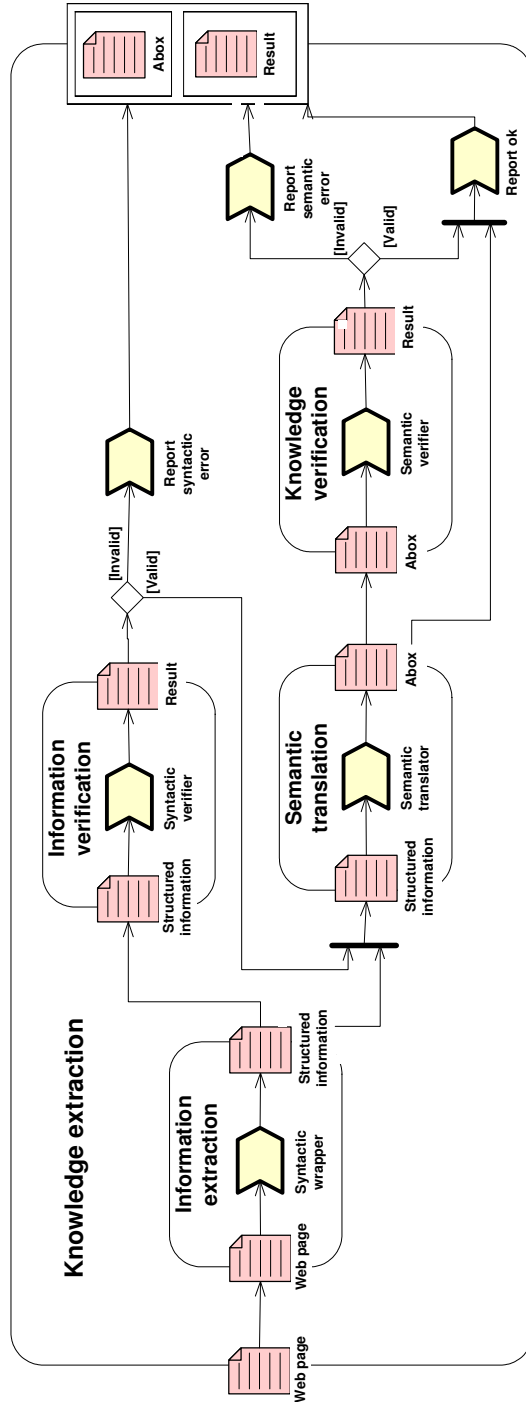 Knowledge extraction
Web page
Information
extraction
Web page
Syntactic
wrapper
Structured
information
Information
verification
Structured
information
Syntactic
verifier
Result
[Invalid]
[Valid]
Report
syntactic
error
Semantic
translation
Structured
information
Semantic
translator
Abox
Knowledge
verification
Abox
Semantic
verifier
Result
[Invalid]
[Valid]
Report
semantic
error
Report ok
Abox
Result